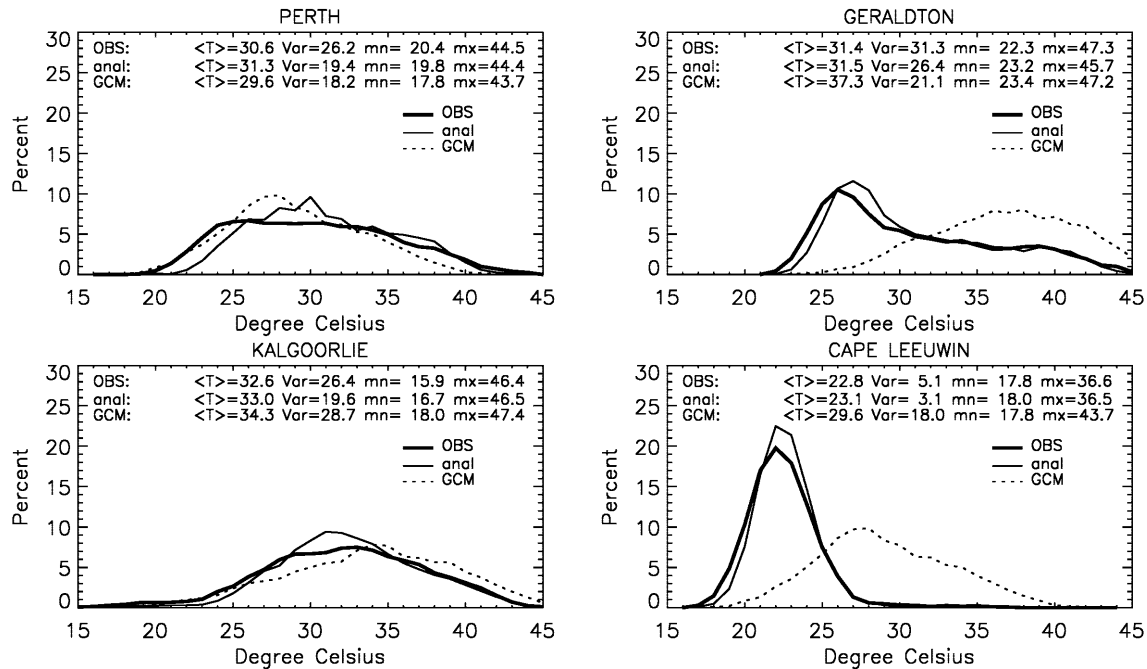 PERTH
OBS: <T>=30.6 Var=26.2 mn= 20.4 mx=44.5
anal: <T>=31.3 Var=19.4 mn= 19.8 mx=44.4
GCM: <T>=29.6 Var=18.2 mn= 17.8 mx=43.7
OBS
anal
GCM
Percent
30
25
20
15
10
5
0
15 20 25 30 35 40 45
Degree Celsius
GERALDTON
OBS: <T>=31.4 Var=31.3 mn= 22.3 mx=47.3
anal: <T>=31.5 Var=26.4 mn= 23.2 mx=45.7
GCM: <T>=37.3 Var=21.1 mn= 23.4 mx=47.2
OBS
anal
GCM
Percent
30
25
20
15
10
5
0
15 20 25 30 35 40 45
Degree Celsius
KALGOORLIE
OBS: <T>=32.6 Var=26.4 mn= 15.9 mx=46.4
anal: <T>=33.0 Var=19.6 mn= 16.7 mx=46.5
GCM: <T>=34.3 Var=28.7 mn= 18.0 mx=47.4
OBS
anal
GCM
Percent
30
25
20
15
10
5
0
15 20 25 30 35 40 45
Degree Celsius
CAPE LEEUWIN
OBS: <T>=22.8 Var= 5.1 mn= 17.8 mx=36.6
anal: <T>=23.1 Var= 3.1 mn= 18.0 mx=36.5
GCM: <T>=29.6 Var=18.0 mn= 17.8 mx=43.7
OBS
anal
GCM
Percent
30
25
20
15
10
5
0
15 20 25 30 35 40 45
Degree Celsius